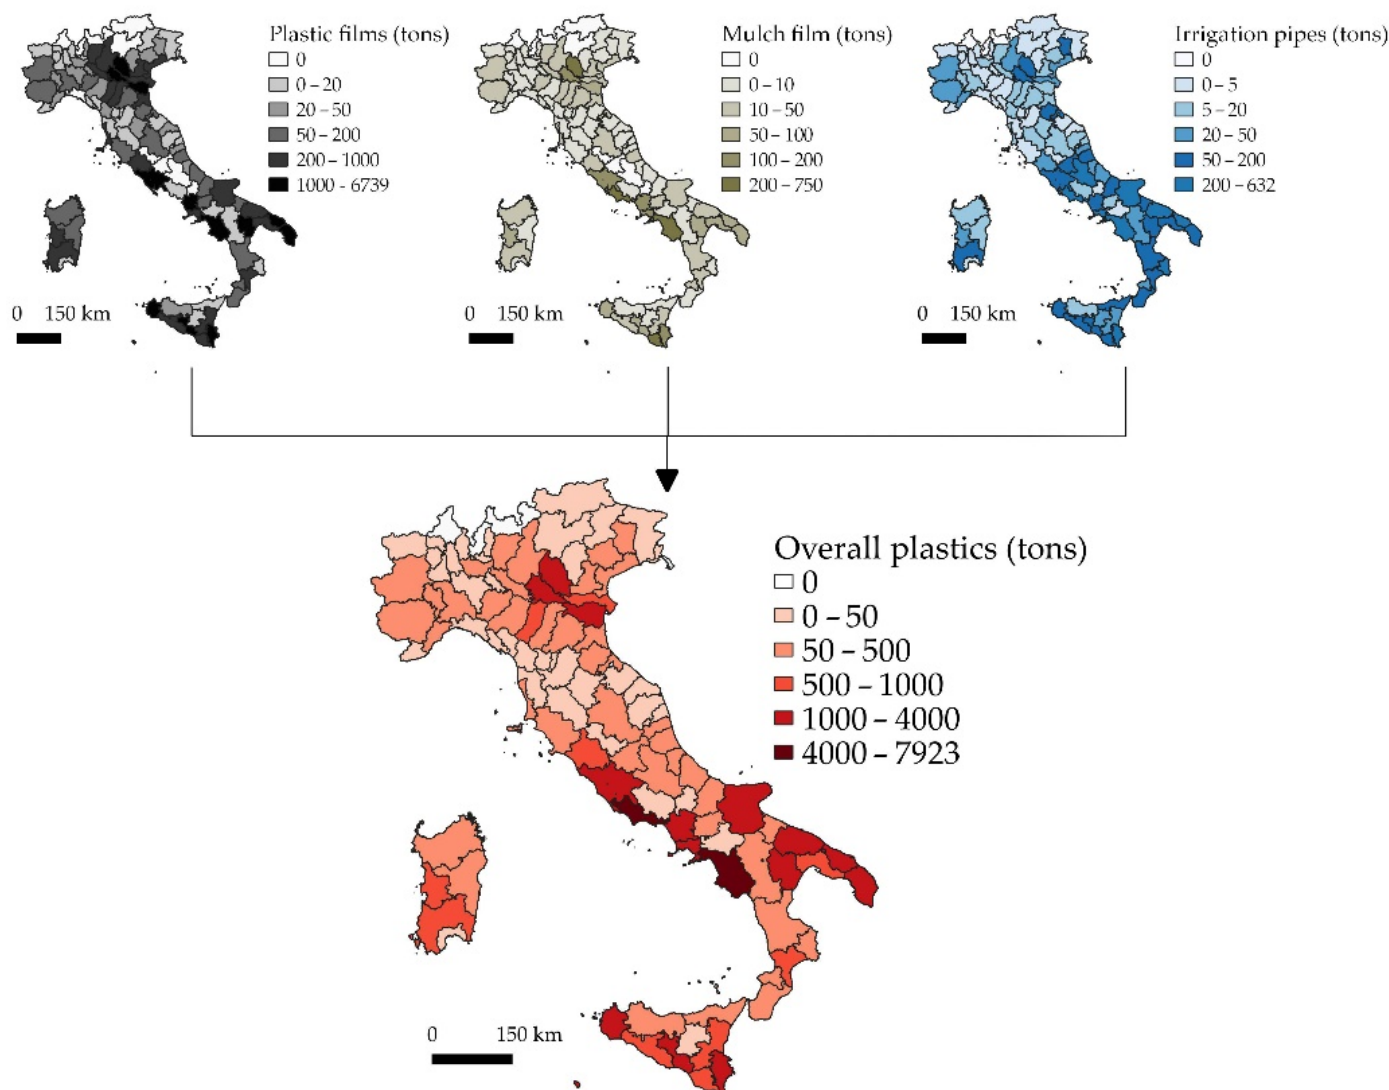 Plastic films (tons)
0
0 – 20
20 – 50
50 – 200
200 – 1000
1000 - 6739
0 150 km
Mulch film (tons)
0
0 – 10
10 – 50
50 – 100
100 – 200
200 – 750
0 150 km
Irrigation pipes (tons)
0
0 – 5
5 – 20
20 – 50
50 – 200
200 – 632
0 150 km
Overall plastics (tons)
0
0 – 50
50 – 500
500 – 1000
1000 – 4000
4000 – 7923
0 150 km